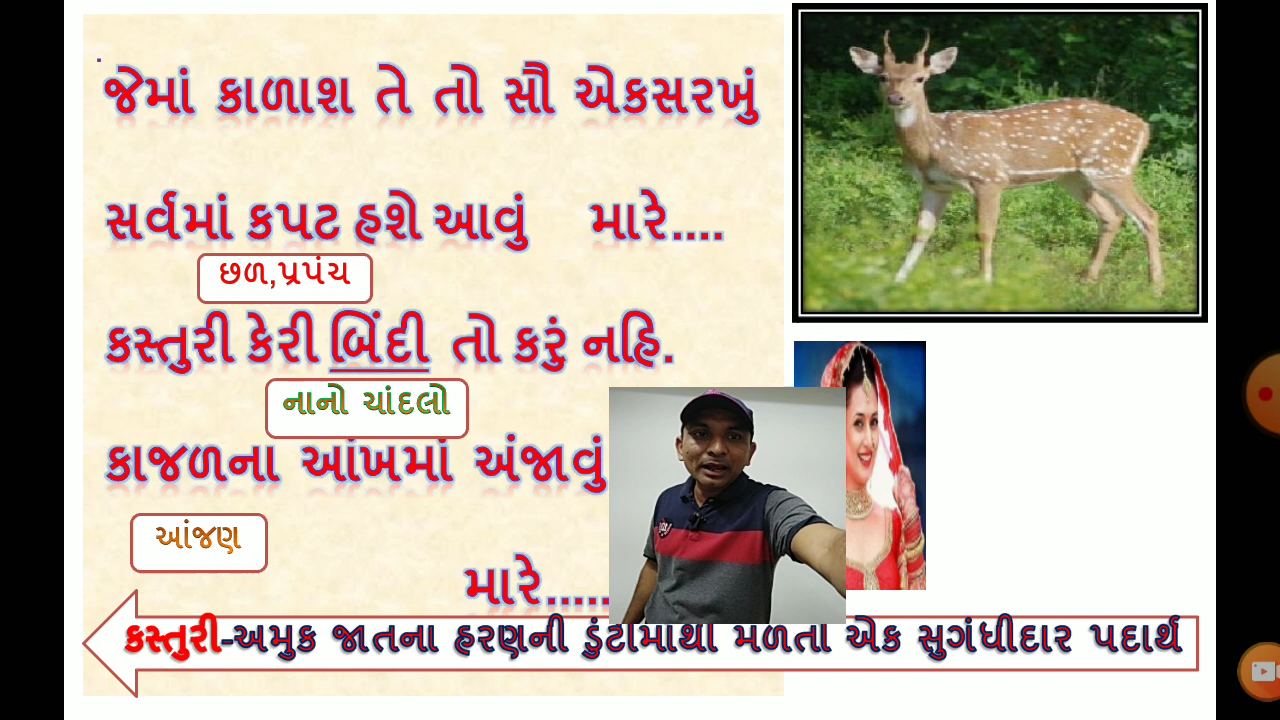 જેમાં કાળાશ તે તો સૌ એકસરખું
સર્વમાં કપટ હશે આવું મારે....
છળ,પ્રપંચ
કસ્તુરી કેરી બિંદી તો કરું નહિ.
નાનો ચાંદલો
કાજળના આંખમાં અંજાવું
આંજણ
મારે.....
કસ્તુરી-અમુક જાતના હરણની ડુંટીમાંથી મળતો એક સુગંધીદાર પદાર્થ